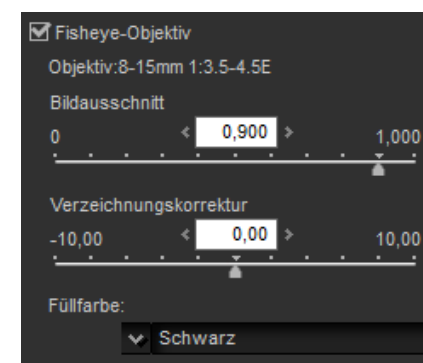 Fisheye-Objektiv
Objektiv:8-15mm 1:3.5-4.5E
Bildausschnitt
0 0,900 1,000
Verzeichnungskorrektur
-10,00 0,00 10,00
Füllfarbe:
Schwarz